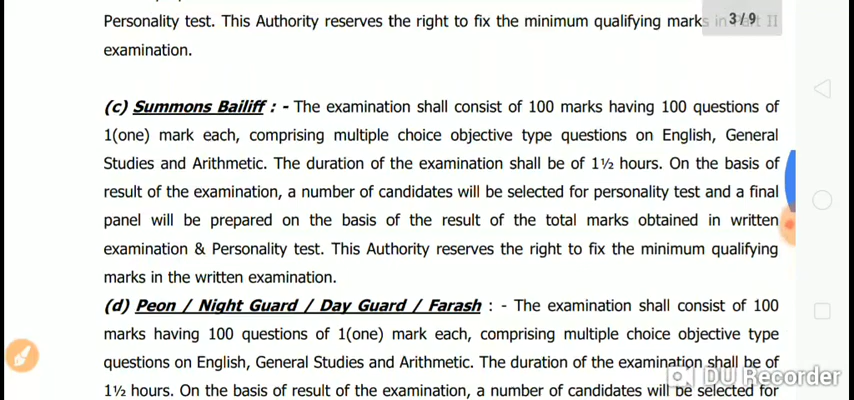 Personality test. This Authority reserves the right to fix the minimum qualifying marks in Part II
3/9
examination.
(c) Summons Bailiff : - The examination shall consist of 100 marks having 100 questions of
1(one) mark each, comprising multiple choice objective type questions on English, General
Studies and Arithmetic. The duration of the examination shall be of 1½ hours. On the basis of
result of the examination, a number of candidates will be selected for personality test and a final
panel will be prepared on the basis of the result of the total marks obtained in written
examination & Personality test. This Authority reserves the right to fix the minimum qualifying
marks in the written examination.
(d) Peon / Night Guard / Day Guard / Farash : - The examination shall consist of 100
marks having 100 questions of 1(one) mark each, comprising multiple choice objective type
questions on English, General Studies and Arithmetic. The duration of the examination shall be of
1½ hours. On the basis of result of the examination, a number of candidates will be selected for
DU Recorder